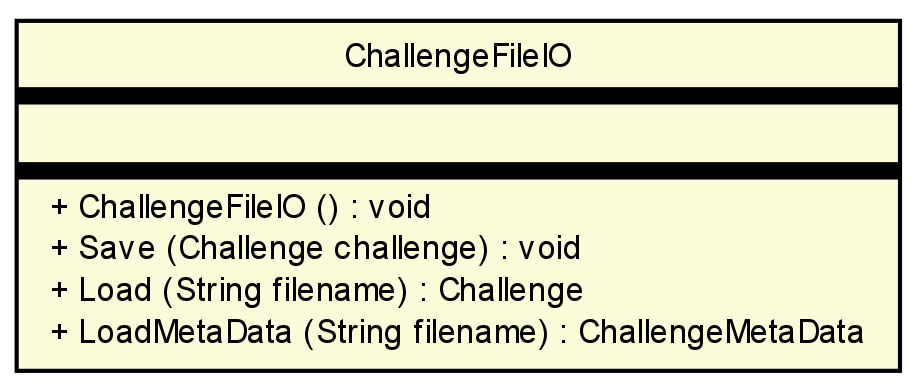 ChallengeFileIO
+ ChallengeFileIO () : void
+ Save (Challenge challenge) : void
+ Load (String filename) : Challenge
+ LoadMetaData (String filename) : ChallengeMetaData